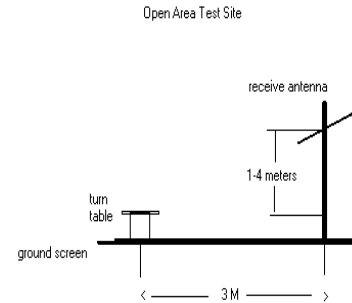 Open Area Test Site
receive antenna
1-4 meters
turn
table
ground screen
3 M